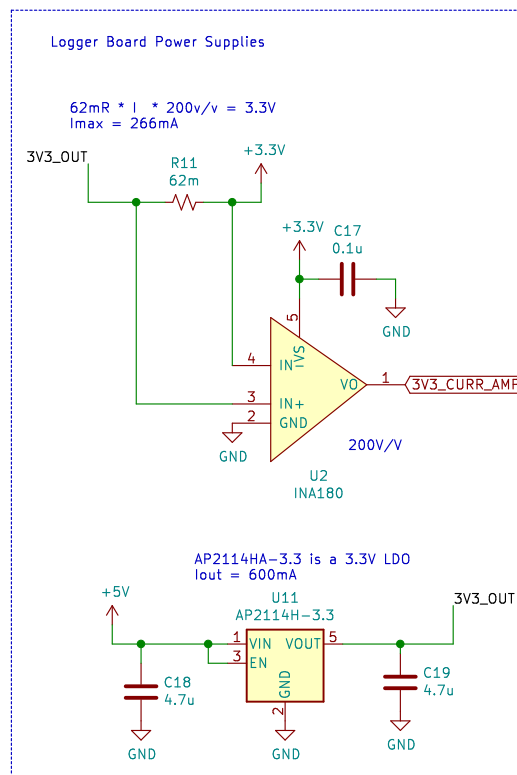 Logger Board Power Supplies
62mR * I  * 200v/v = 3.3V
Imax = 266mA
3V3_OUT
R11
62m
+3.3V
+3.3V
C17
0.1u
GND
5
VS
4
IN-
3
IN+
2
GND
VO
1
3V3_CURR_AMP
GND
200V/V
U2
INA180
AP2114HA-3.3 is a 3.3V LDO
Iout = 600mA
+5V
U11
AP2114H-3.3
3V3_OUT
1
VIN
VOUT
5
3
EN
GND
2
C18
4.7u
C19
4.7u
GND
GND
GND